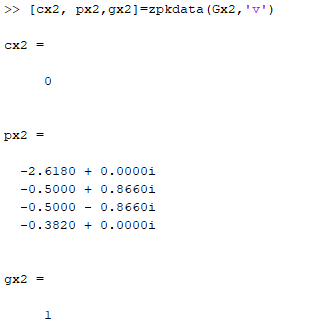 >> [cx2, px2,gx2]=zpkdata(Gx2,'v')
cx2 =
0
px2 =
-2.6180 + 0.0000i
-0.5000 + 0.8660i
-0.5000 - 0.8660i
-0.3820 + 0.0000i
gx2 =
1